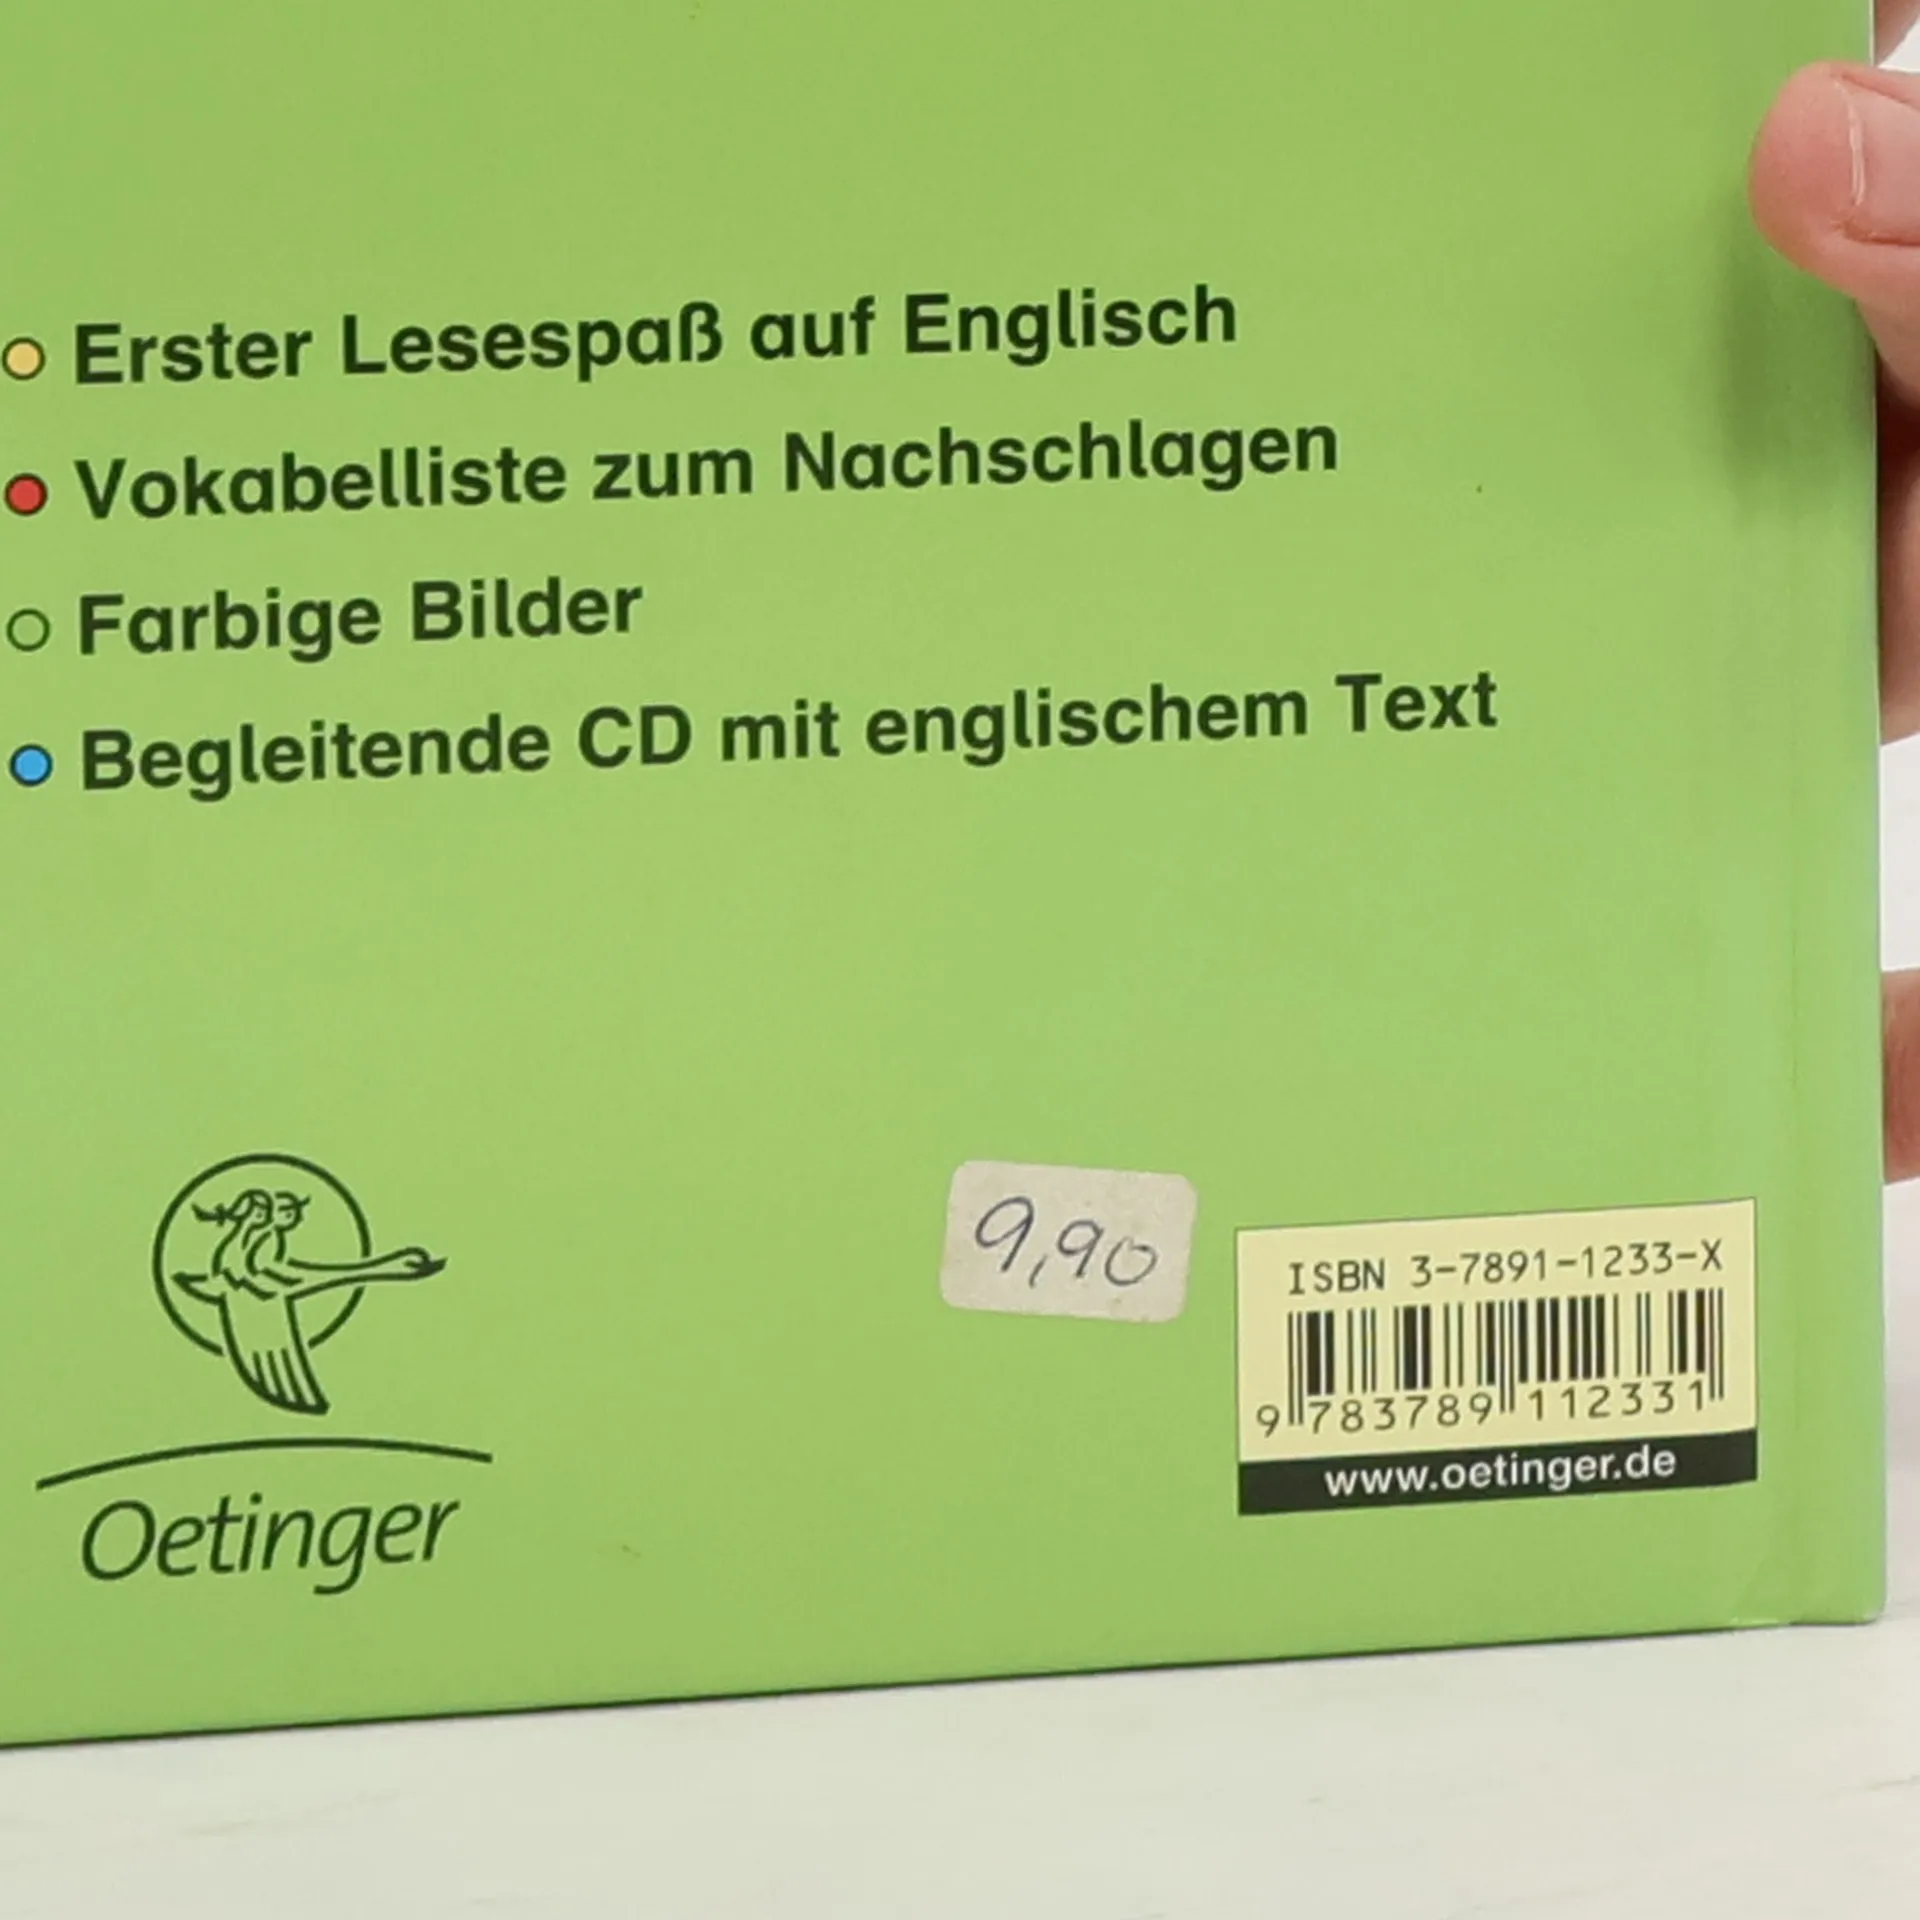 Erster Lesespaß auf Englisch
Vokabelliste zum Nachschlagen
Farbige Bilder
Begleitende CD mit englischem Text
9,90
ISBN 3-7891-1233-X
9 783789 112331
www.oetinger.de
Oetinger